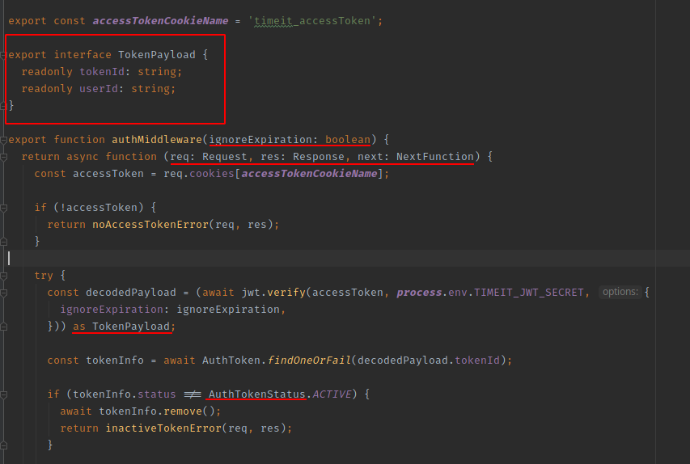 export const accessTokenCookieName = 'timeit_accessToken';
export interface TokenPayload {
readonly tokenId: string;
readonly userId: string;
}
export function authMiddleware(ignoreExpiration: boolean) {
return async function (req: Request, res: Response, next: NextFunction) {
const accessToken = req.cookies[accessTokenCookieName];
if (!accessToken) {
return noAccessTokenError(req, res);
}
try {
const decodedPayload = (await jwt.verify(accessToken, process.env.TIMEIT_JWT_SECRET, options: {
ignoreExpiration: ignoreExpiration,
})) as TokenPayload;
const tokenInfo = await AuthToken.findOneOrFail(decodedPayload.tokenId);
if (tokenInfo.status !== AuthTokenStatus.ACTIVE) {
await tokenInfo.remove();
return inactiveTokenError(req, res);
}